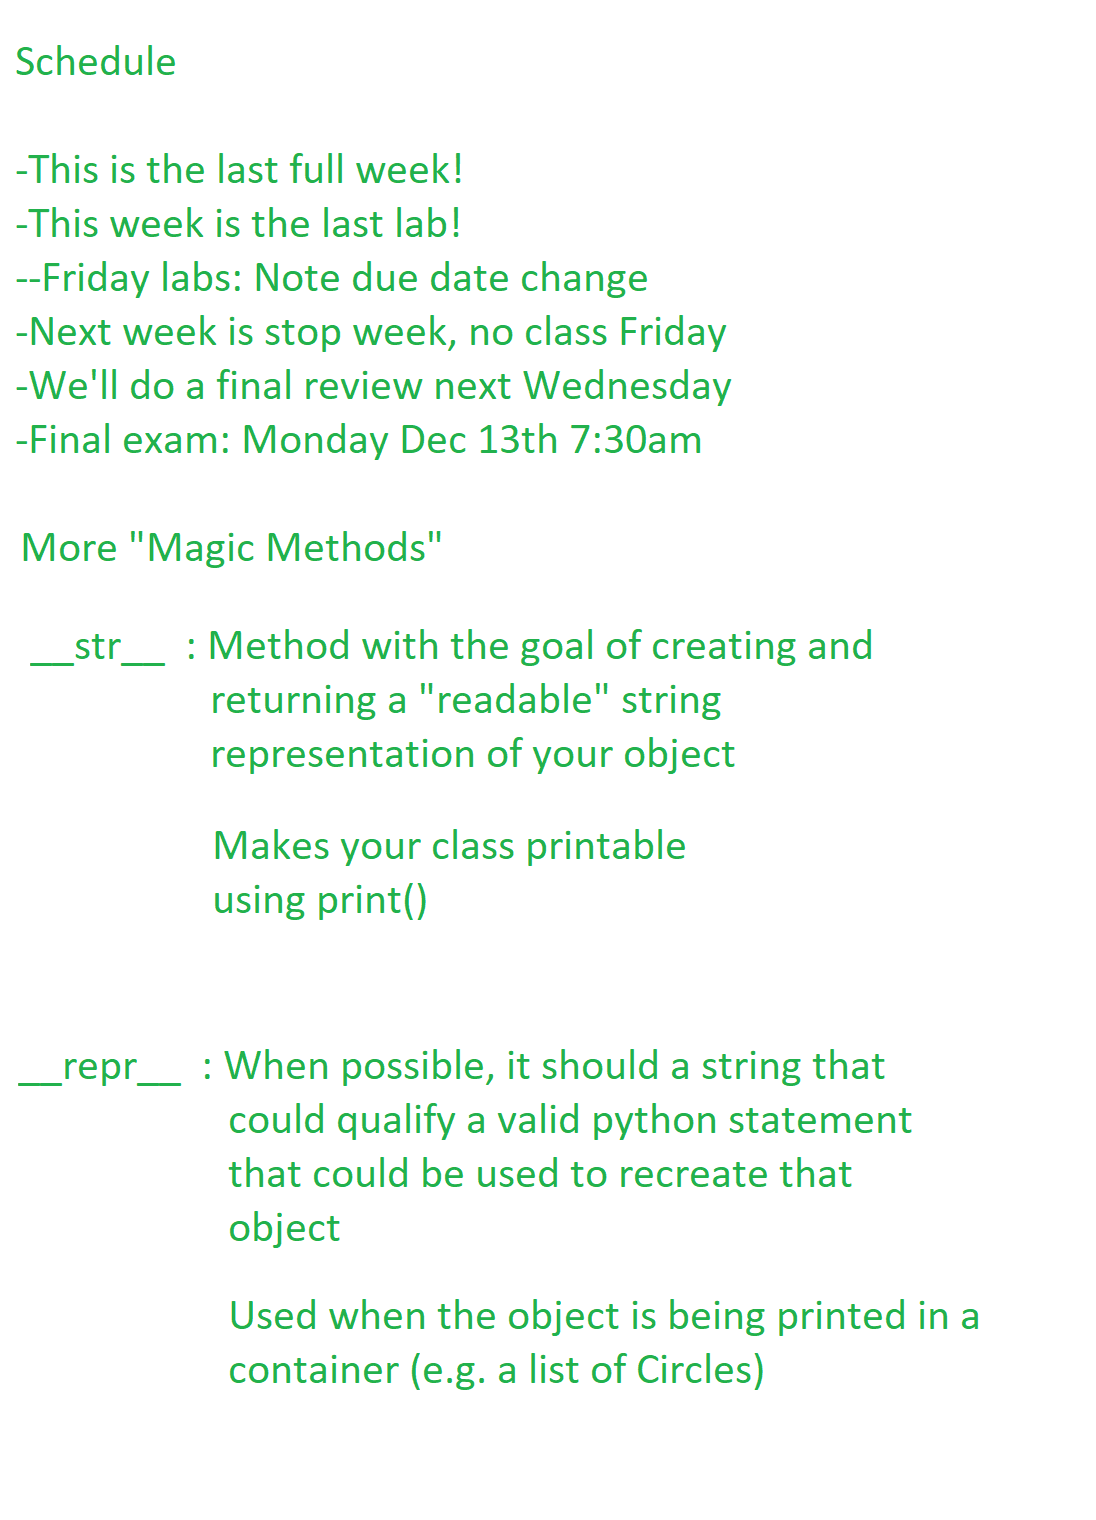 Schedule
-This is the last full week!
-This week is the last lab!
--Friday labs: Note due date change
-Next week is stop week, no class Friday
-We'll do a final review next Wednesday
-Final exam: Monday Dec 13th 7:30am
More "Magic Methods"
__str__ : Method with the goal of creating and
returning a "readable" string
representation of your object
Makes your class printable
using print()
__repr__ : When possible, it should a string that
could qualify a valid python statement
that could be used to recreate that
object
Used when the object is being printed in a
container (e.g. a list of Circles)